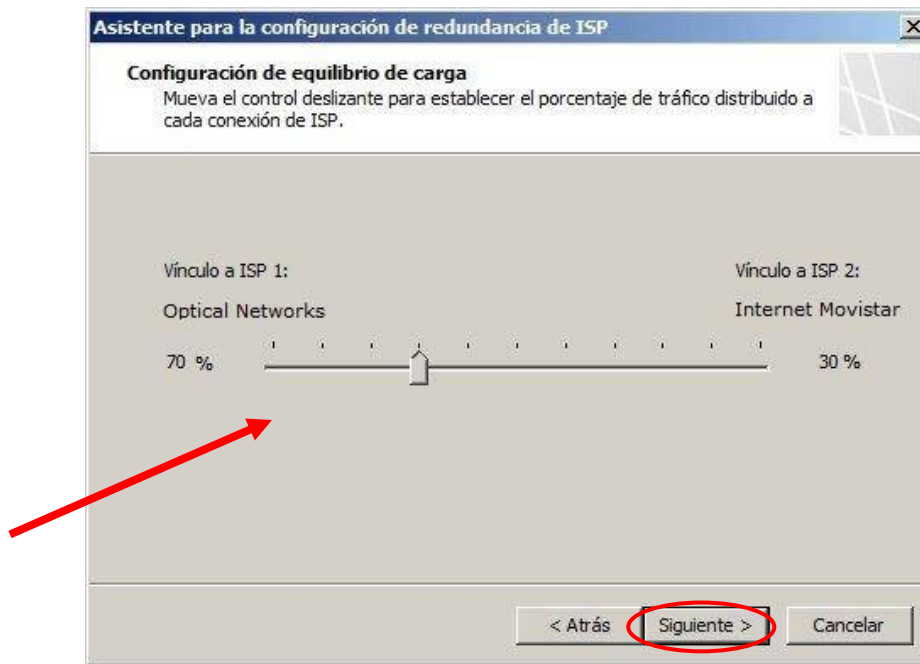 Asistente para la configuración de redundancia de ISP
Configuración de equilibrio de carga
Mueva el control deslizante para establecer el porcentaje de tráfico distribuido a
cada conexión de ISP.
Vínculo a ISP 1:
Vínculo a ISP 2:
Optical Networks
Internet Movistar
70 %
30 %
< Atrás
Siguiente >
Cancelar